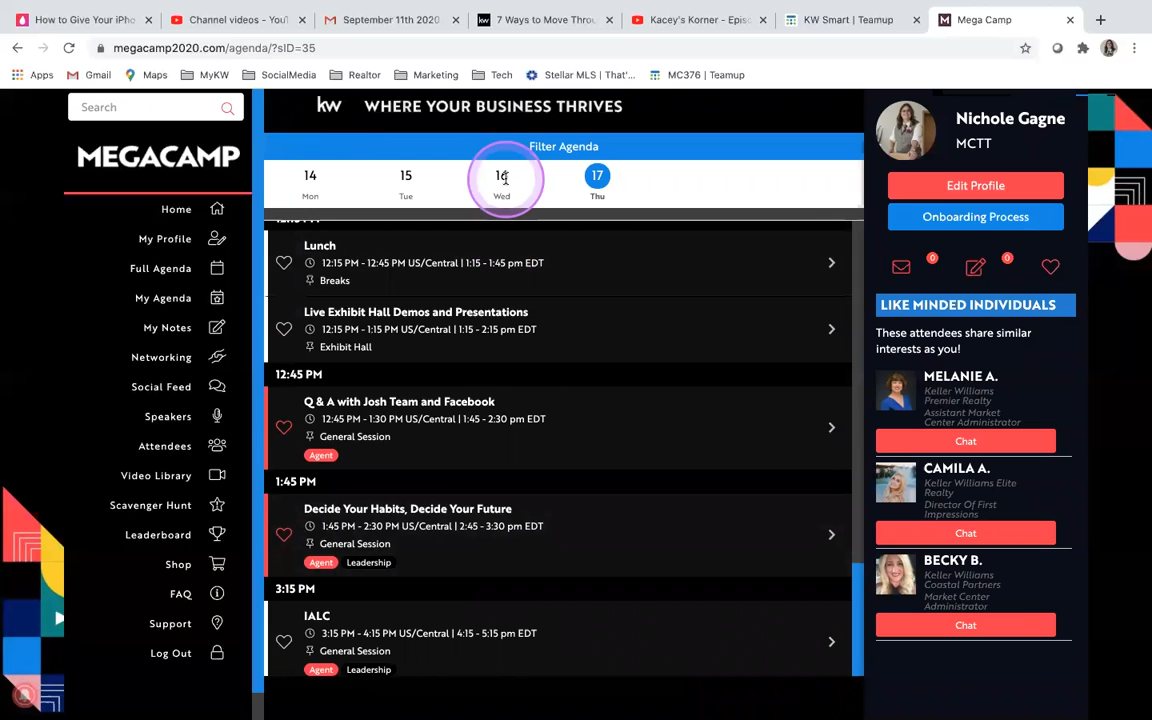 How to Give Your iPho
Channel videos - YouT
September 11th 2020
kw 7 Ways to Move Throu
Kacey's Korner - Episo
KW Smart | Teamup
Mega Camp
megacamp2020.com/agenda/?sID=35
Apps
Gmail
Maps
MyKW
SocialMedia
Realtor
Marketing
Tech
Stellar MLS | That'...
MC376 | Teamup
Search
MEGACAMP
Home
My Profile
Full Agenda
My Agenda
My Notes
Networking
Social Feed
Speakers
Attendees
Video Library
Scavenger Hunt
Leaderboard
Shop
FAQ
Support
Log Out
kw WHERE YOUR BUSINESS THRIVES
Filter Agenda
14 15 16 17
Mon Tue Wed Thu
Lunch
12:15 PM - 12:45 PM US/Central | 1:15 - 1:45 pm EDT
Breaks
Live Exhibit Hall Demos and Presentations
12:15 PM - 1:15 PM US/Central | 1:15 - 2:15 pm EDT
Exhibit Hall
12:45 PM
Q & A with Josh Team and Facebook
12:45 PM - 1:30 PM US/Central | 1:45 - 2:30 pm EDT
General Session
Agent
1:45 PM
Decide Your Habits, Decide Your Future
1:45 PM - 2:30 PM US/Central | 2:45 - 3:30 pm EDT
General Session
Agent Leadership
3:15 PM
IALC
3:15 PM - 4:15 PM US/Central | 4:15 - 5:15 pm EDT
General Session
Agent Leadership
Nichole Gagne
MCTT
Edit Profile
Onboarding Process
0 0
LIKE MINDED INDIVIDUALS
These attendees share similar
interests as you!
MELANIE A.
Keller Williams
Premier Realty
Assistant Market
Center Administrator
Chat
CAMILA A.
Keller Williams Elite
Realty
Director Of First
Impressions
Chat
BECKY B.
Keller Williams
Coastal Partners
Market Center
Administrator
Chat